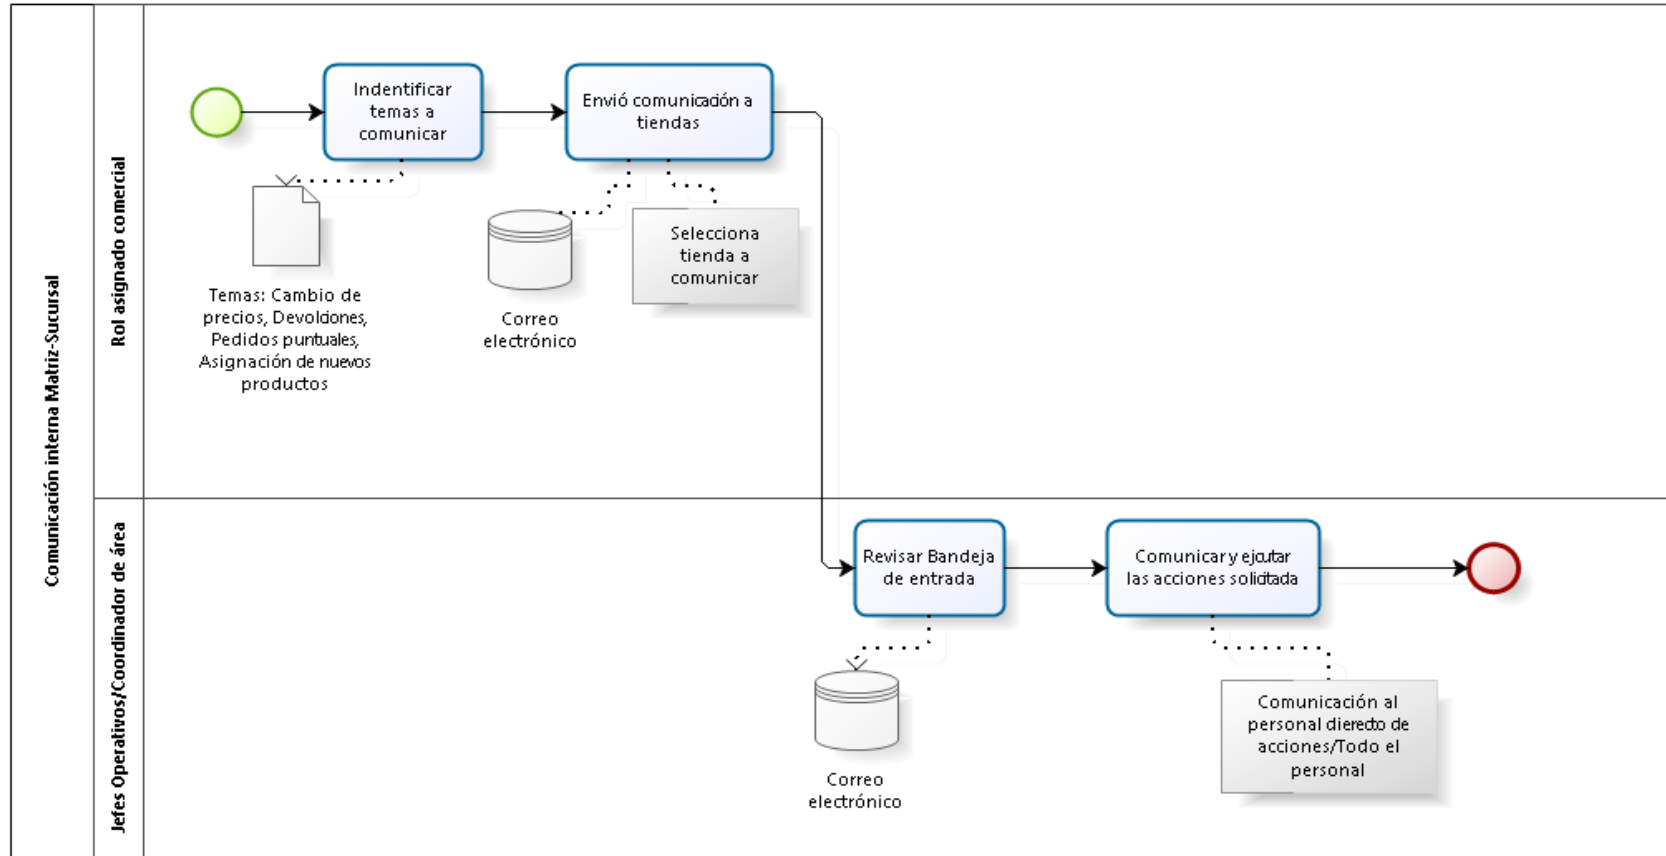 Comunicación interna Matriz-Sucursal
Rol asignado comercial
Indentificar
temas a
comunicar
Envió comunicación a
tiendas
Temas: Cambio de
precios, Devolciones,
Pedidos puntuales,
Asignación de nuevos
productos
Correo
electrónico
Selecciona
tienda a
comunicar
Jefes Operativos/Coordinador de área
Revisar Bandeja
de entrada
Comunicar y ejcutar
las acciones solicitada
Correo
electrónico
Comunicación al
personal dierecto de
acciones/Todo el
personal